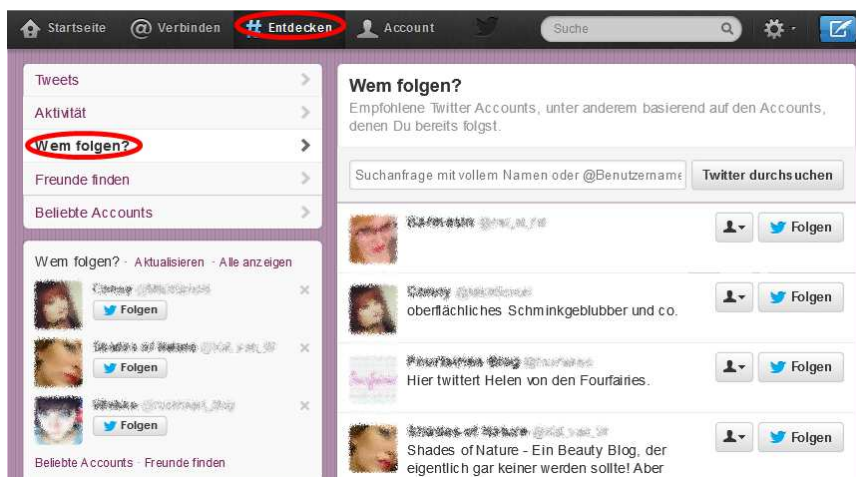 Startseite
Verbinden
Entdecken
Account
Suche
Tweets
Aktivität
Wem folgen?
Freunde finden
Beliebte Accounts
Wem folgen? · Aktualisieren · Alle anzeigen
Folgen
Folgen
Folgen
Beliebte Accounts · Freunde finden
Wem folgen?
Empfohlene Twitter Accounts, unter anderem basierend auf den Accounts,
denen Du bereits folgst.
Suchanfrage mit vollem Namen oder @Benutzername
Twitter durchsuchen
Folgen
oberflächliches Schminkgeblubber und co.
Folgen
Hier twittert Helen von den Fourfairies.
Folgen
Shades of Nature - Ein Beauty Blog, der
eigentlich gar keiner werden sollte! Aber
Folgen